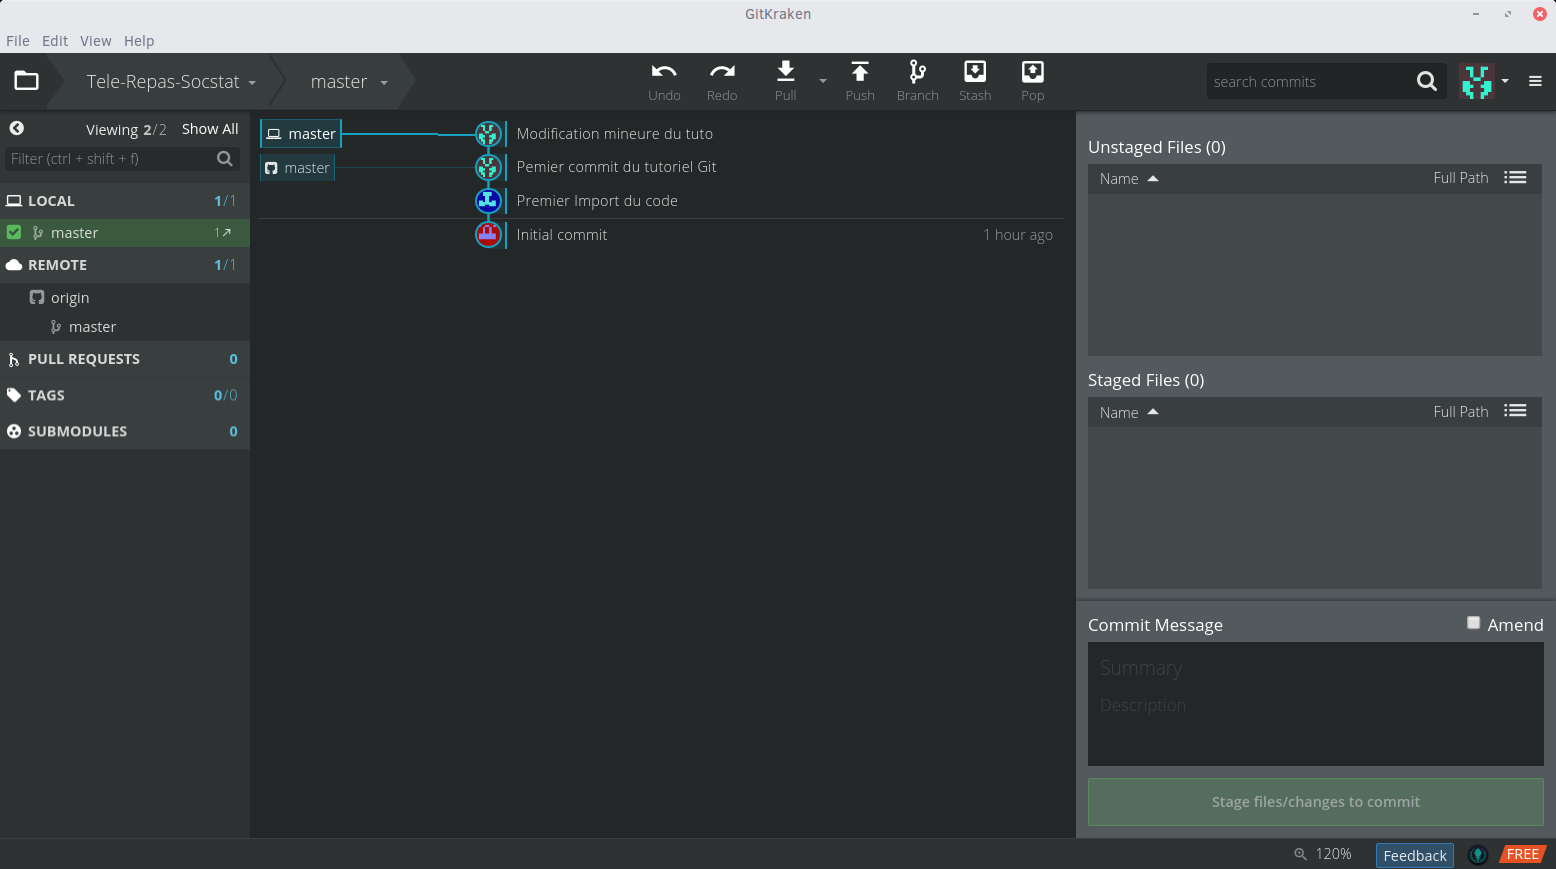 GitKraken
File Edit View Help
Tele-Repas-Socstat master
Undo Redo Pull Push Branch Stash Pop
search commits
Viewing 2/2 Show All
Filter (ctrl + shift + f)
LOCAL 1/1
master 1
REMOTE 1/1
origin
master
PULL REQUESTS 0
TAGS 0/0
SUBMODULES 0
master Modification mineure du tuto
master Pemier commit du tutoriel Git
Premier Import du code
Initial commit 1 hour ago
Unstaged Files (0)
Name Full Path
Staged Files (0)
Name Full Path
Commit Message Amend
Summary
Description
Stage files/changes to commit
120% Feedback FREE